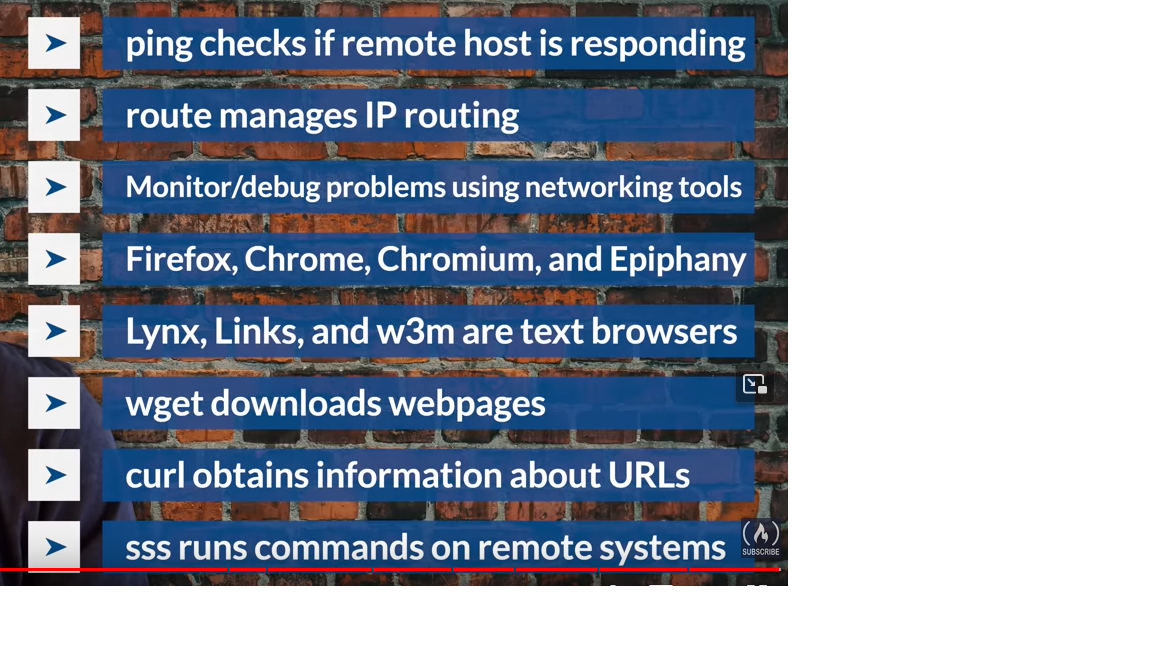 ping checks if remote host is responding
route manages IP routing
Monitor/debug problems using networking tools
Firefox, Chrome, Chromium, and Epiphany
Lynx, Links, and w3m are text browsers
wget downloads webpages
curl obtains information about URLs
sss runs commands on remote systems
SUBSCRIBE